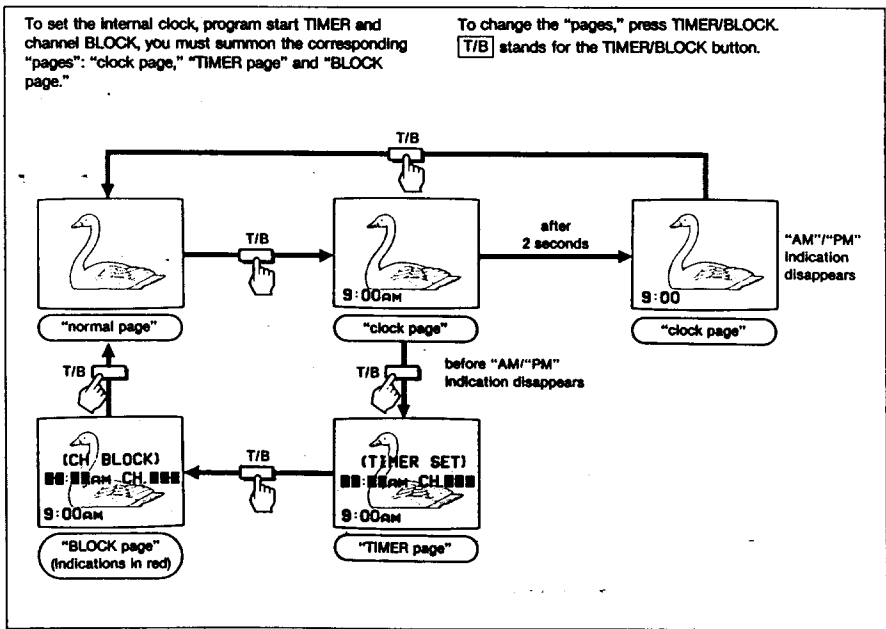 To set the internal clock, program start TIMER and
channel BLOCK, you must summon the corresponding
"pages": "clock page," "TIMER page" and "BLOCK
page."
To change the "pages," press TIMER/BLOCK.
T/B stands for the TIMER/BLOCK button.
T/B
T/B
after
2 seconds
"AM"/"PM"
indication
disappears
9:00AM
9:00
"normal page"
"clock page"
"clock page"
T/B
T/B
before "AM/"PM"
indication disappears
(CH BLOCK)
AM CH.
9:00AM
T/B
(TIMER SET)
AM CH.
9:00AM
"BLOCK page"
(indications in red)
"TIMER page"